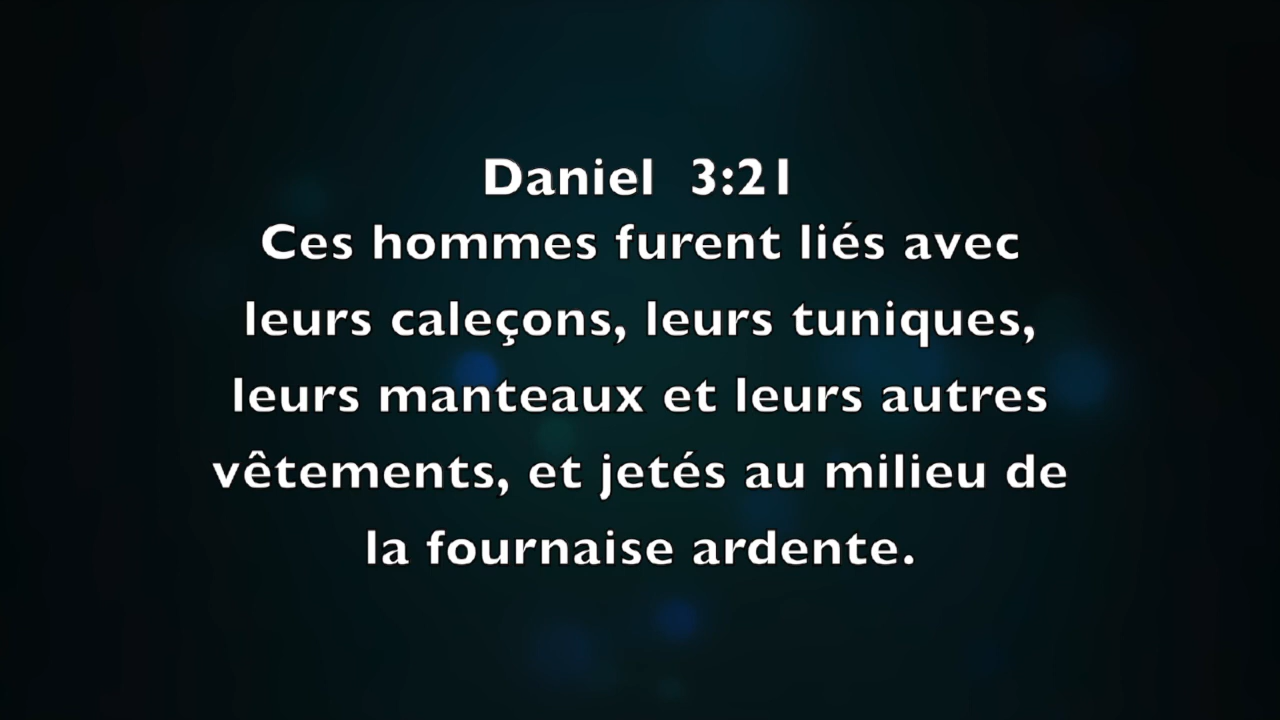 Daniel  3:21
Ces hommes furent liés avec
leurs caleçons, leurs tuniques,
leurs manteaux et leurs autres
vêtements, et jetés au milieu de
la fournaise ardente.